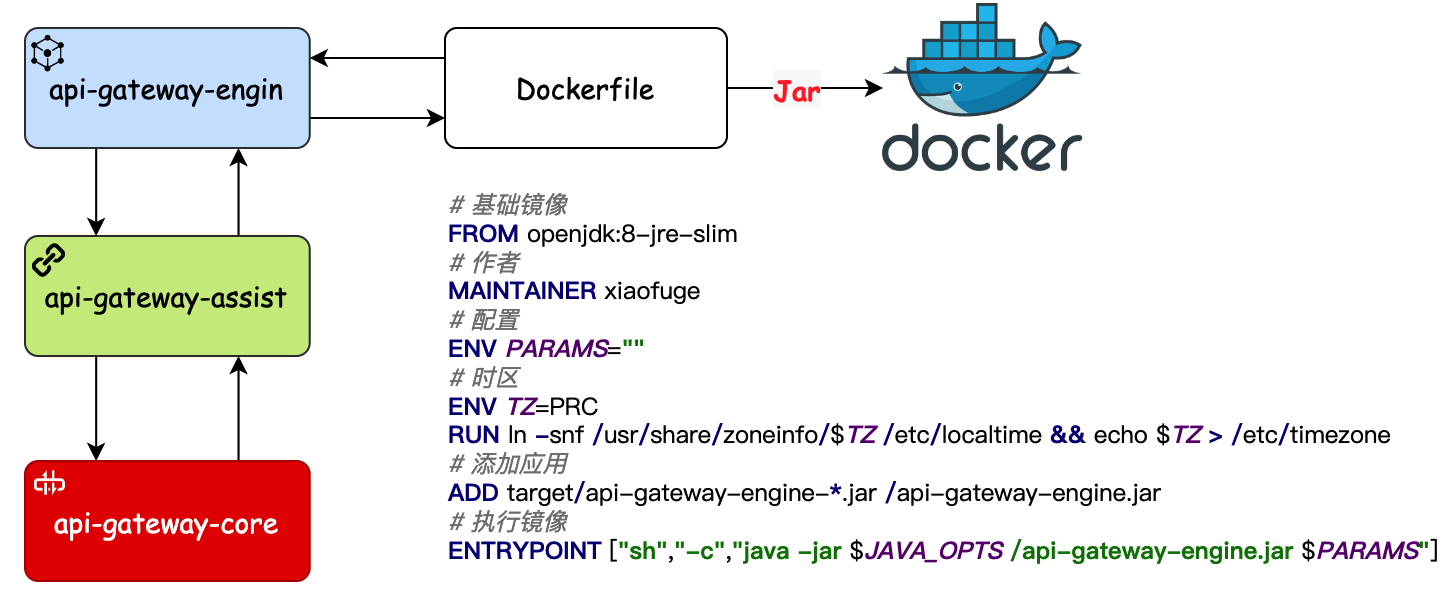 api-gateway-engin
Dockerfile
Jar
docker
api-gateway-assist
api-gateway-core
# 基础镜像
FROM openjdk:8-jre-slim
# 作者
MAINTAINER xiaofuge
# 配置
ENV PARAMS=""
# 时区
ENV TZ=PRC
RUN ln -snf /usr/share/zoneinfo/$TZ /etc/localtime && echo $TZ > /etc/timezone
# 添加应用
ADD target/api-gateway-engine-*.jar /api-gateway-engine.jar
# 执行镜像
ENTRYPOINT ["sh","-c","java -jar $JAVA_OPTS /api-gateway-engine.jar $PARAMS"]